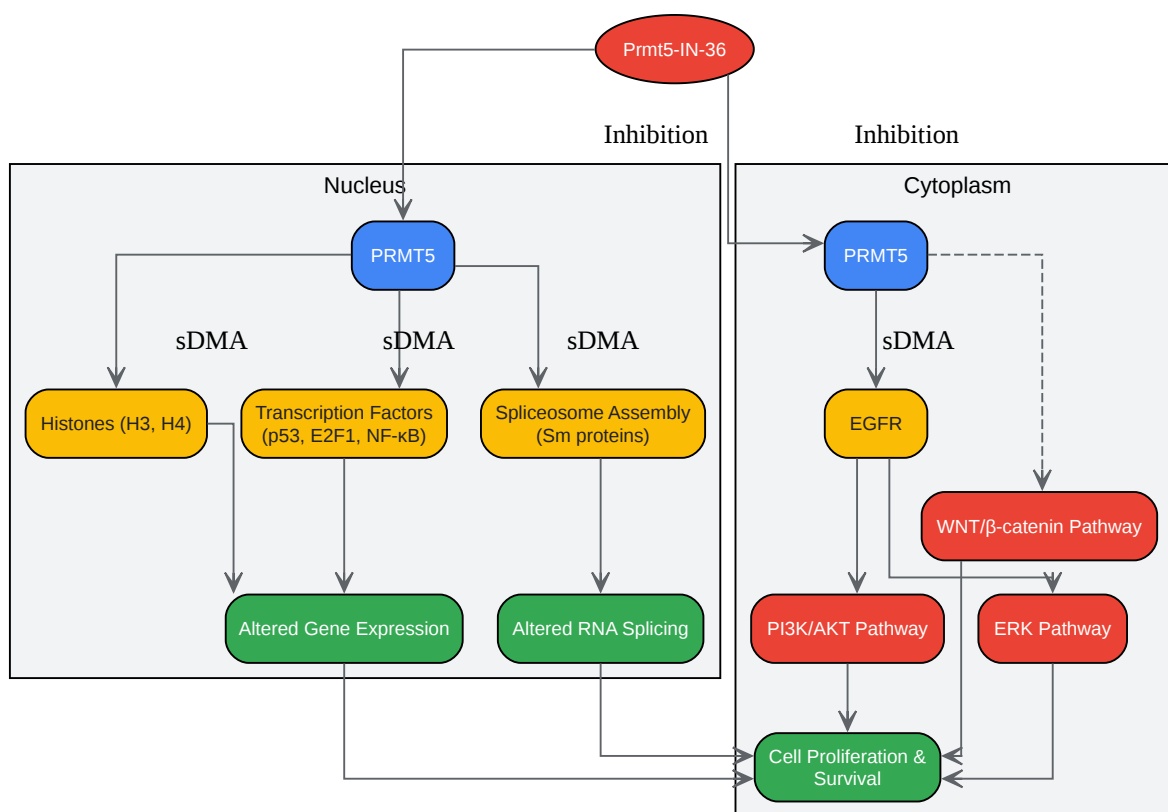 Prmt5-IN-36
Inhibition
Inhibition
Nucleus
Cytoplasm
PRMT5
PRMT5
sDMA
sDMA
sDMA
sDMA
Histones (H3, H4)
Transcription Factors
(p53, E2F1, NF-κB)
Spliceosome Assembly
(Sm proteins)
EGFR
WNT/β-catenin Pathway
Altered Gene Expression
Altered RNA Splicing
PI3K/AKT Pathway
ERK Pathway
Cell Proliferation &
Survival